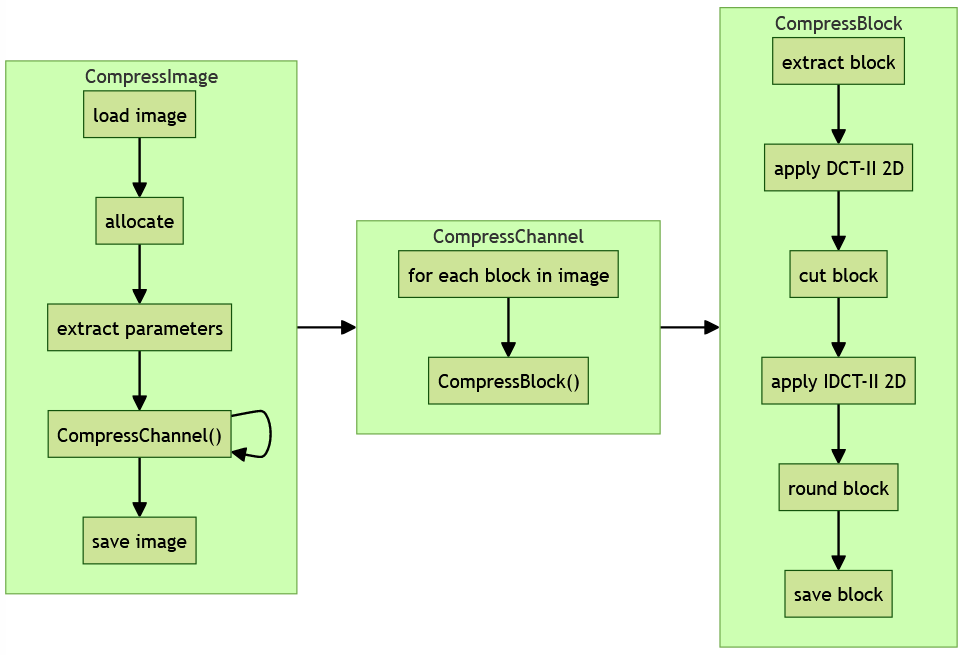 CompressImage
load image
allocate
extract parameters
CompressChannel()
save image
CompressChannel
for each block in image
CompressBlock()
CompressBlock
extract block
apply DCT-II 2D
cut block
apply IDCT-II 2D
round block
save block